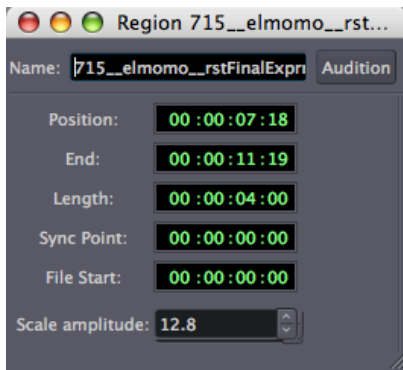 Region 715__elmomo__rst...
Name: 715__elmomo__rstFinalExpr Audition
Position: 00:00:07:18
End: 00:00:11:19
Length: 00:00:04:00
Sync Point: 00:00:00:00
File Start: 00:00:00:00
Scale amplitude: 12.8